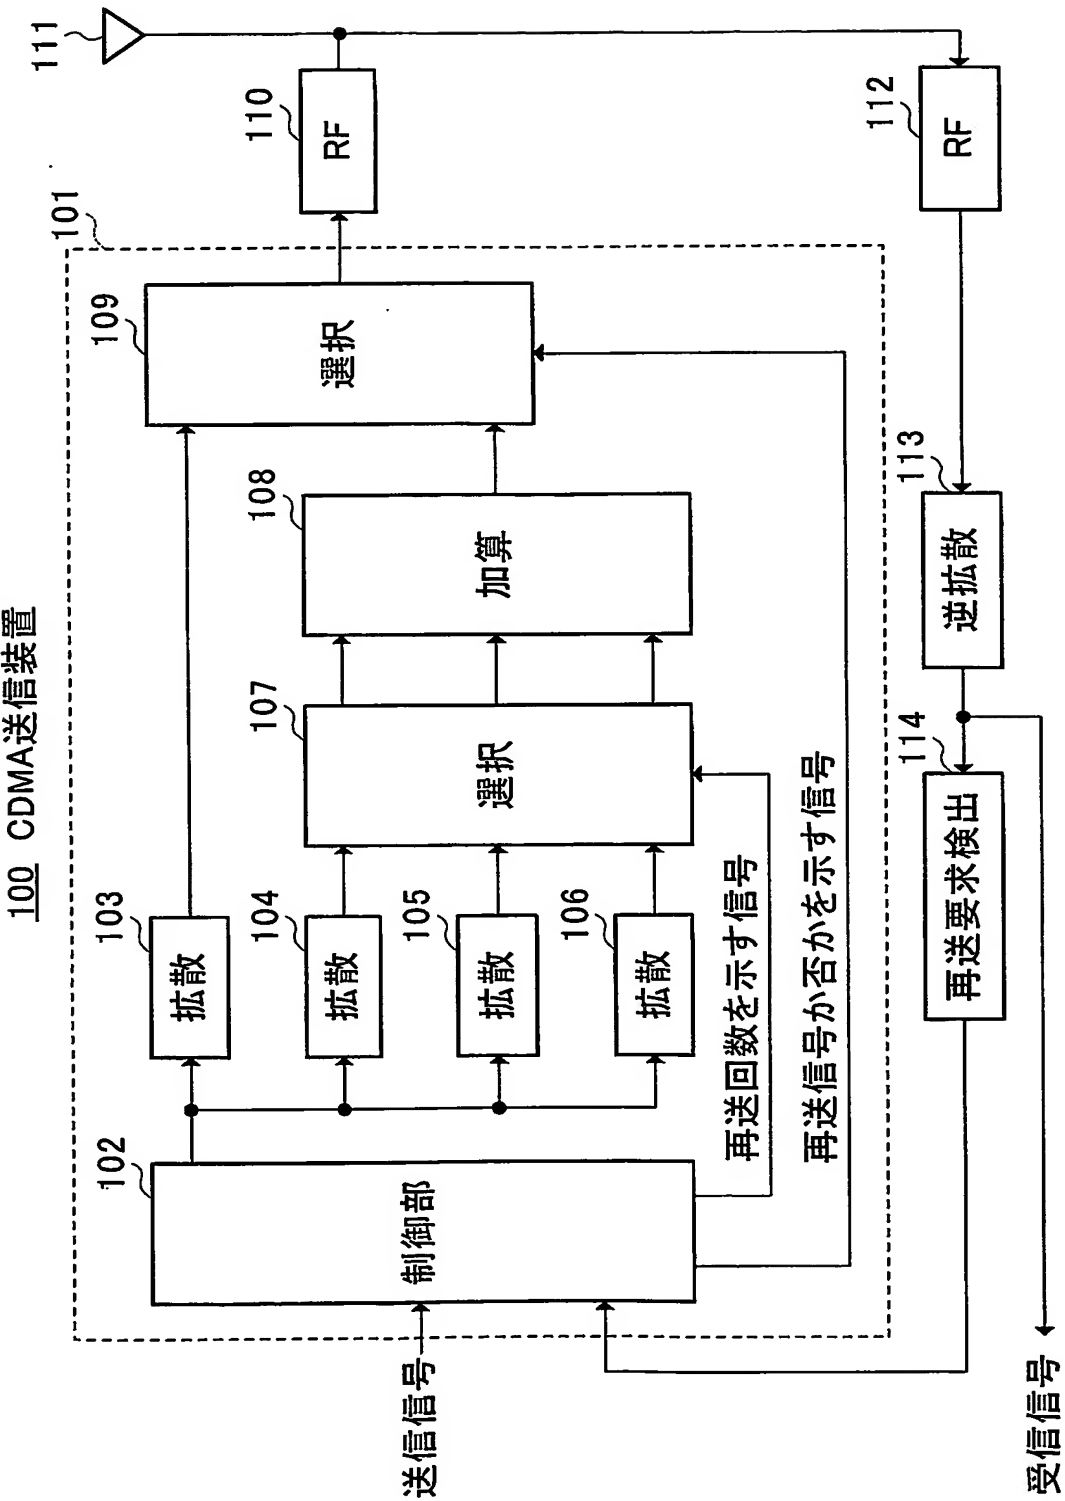 100 CDMA送信装置
101
102
制御部
103
拡散
104
拡散
105
拡散
106
拡散
107
選択
108
加算
109
選択
110
RF
111
112
RF
113
逆拡散
114
再送要求検出
再送回数を示す信号
再送信号か否かを示す信号
送信信号
受信信号